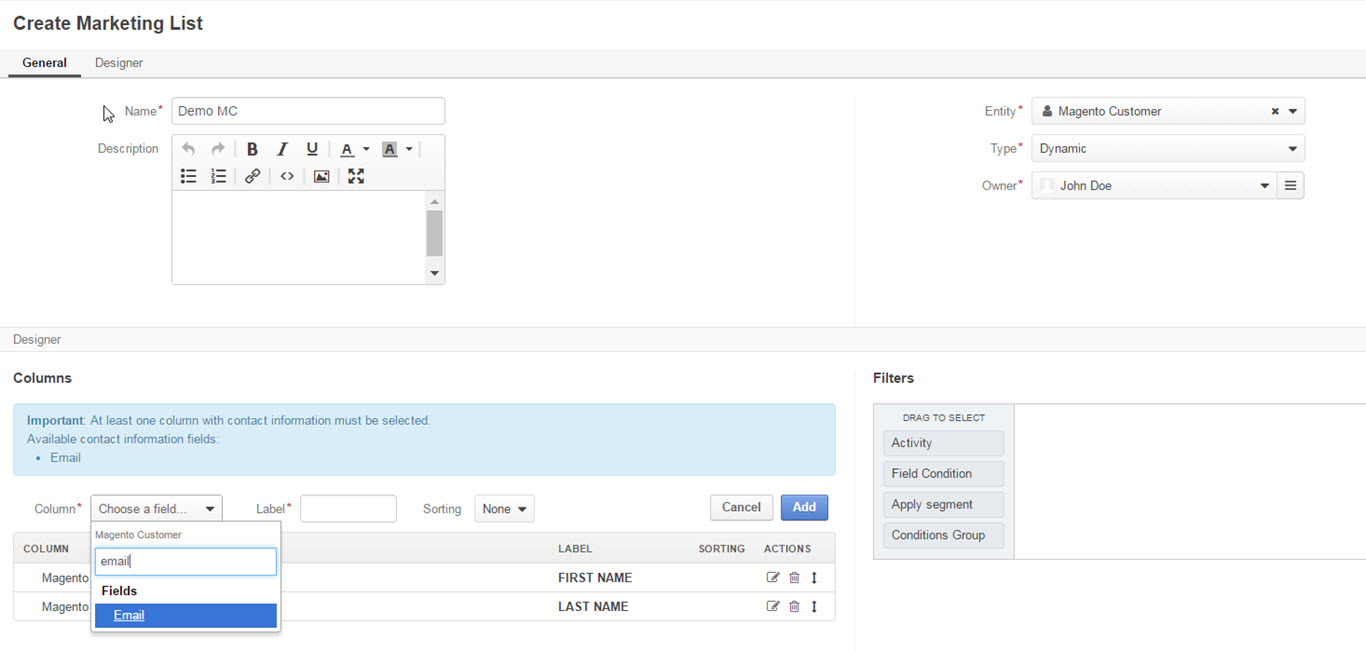 Create Marketing List
General Designer
Name* Demo MC
Description
B I U A A
<>
Entity* Magento Customer
Type* Dynamic
Owner* John Doe
Designer
Columns
Important: At least one column with contact information must be selected.
Available contact information fields:
• Email
Column* Choose a field... Label* Sorting None Cancel Add
Magento Customer
email
Fields
Email
COLUMN LABEL SORTING ACTIONS
Magento FIRST NAME
Magento LAST NAME
Filters
DRAG TO SELECT
Activity
Field Condition
Apply segment
Conditions Group